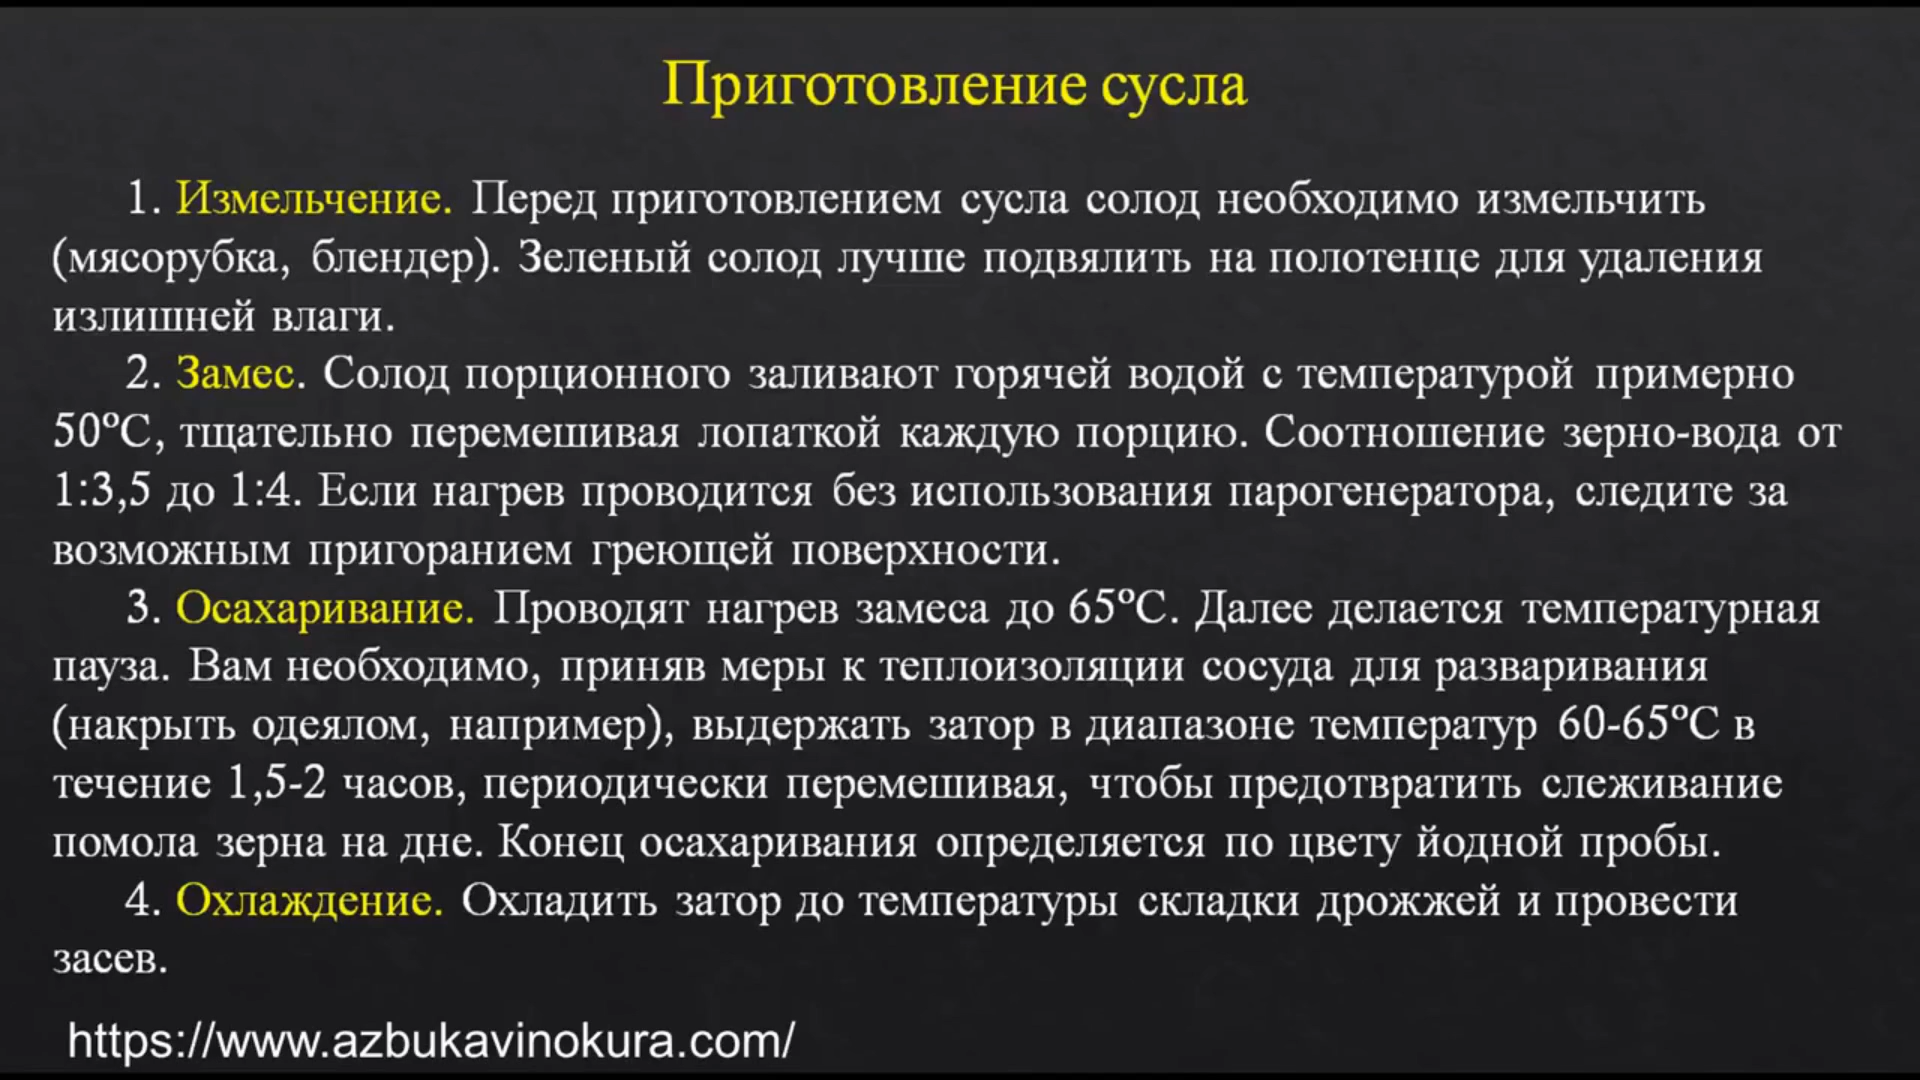 Приготовление сусла
1. Измельчение. Перед приготовлением сусла солод необходимо измельчить
(мясорубка, блендер). Зеленый солод лучше подвялить на полотенце для удаления
излишней влаги.
2. Замес. Солод порционного заливают горячей водой с температурой примерно
50°С, тщательно перемешивая лопаткой каждую порцию. Соотношение зерно-вода от
1:3,5 до 1:4. Если нагрев проводится без использования парогенератора, следите за
возможным пригоранием греющей поверхности.
3. Осахаривание. Проводят нагрев замеса до 65°С. Далее делается температурная
пауза. Вам необходимо, приняв меры к теплоизоляции сосуда для разваривания
(накрыть одеялом, например), выдержать затор в диапазоне температур 60-65°С в
течение 1,5-2 часов, периодически перемешивая, чтобы предотвратить слеживание
помола зерна на дне. Конец осахаривания определяется по цвету йодной пробы.
4. Охлаждение. Охладить затор до температуры складки дрожжей и провести
засев.
https://www.azbukavinokura.com/